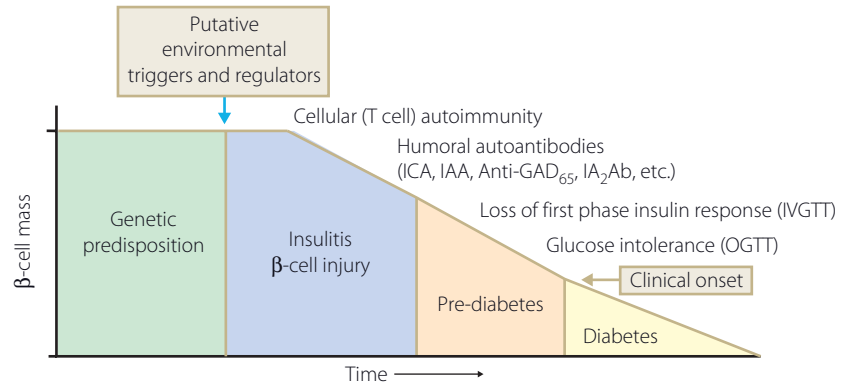 Putative
environmental
triggers and regulators
Cellular (T cell) autoimmunity
Humoral autoantibodies
(ICA, IAA, Anti-GAD₆₅, IA₂Ab, etc.)
Loss of first phase insulin response (IVGTT)
Glucose intolerance (OGTT)
Clinical onset
β-cell mass
Genetic
predisposition
Insulitis
β-cell injury
Pre-diabetes
Diabetes
Time